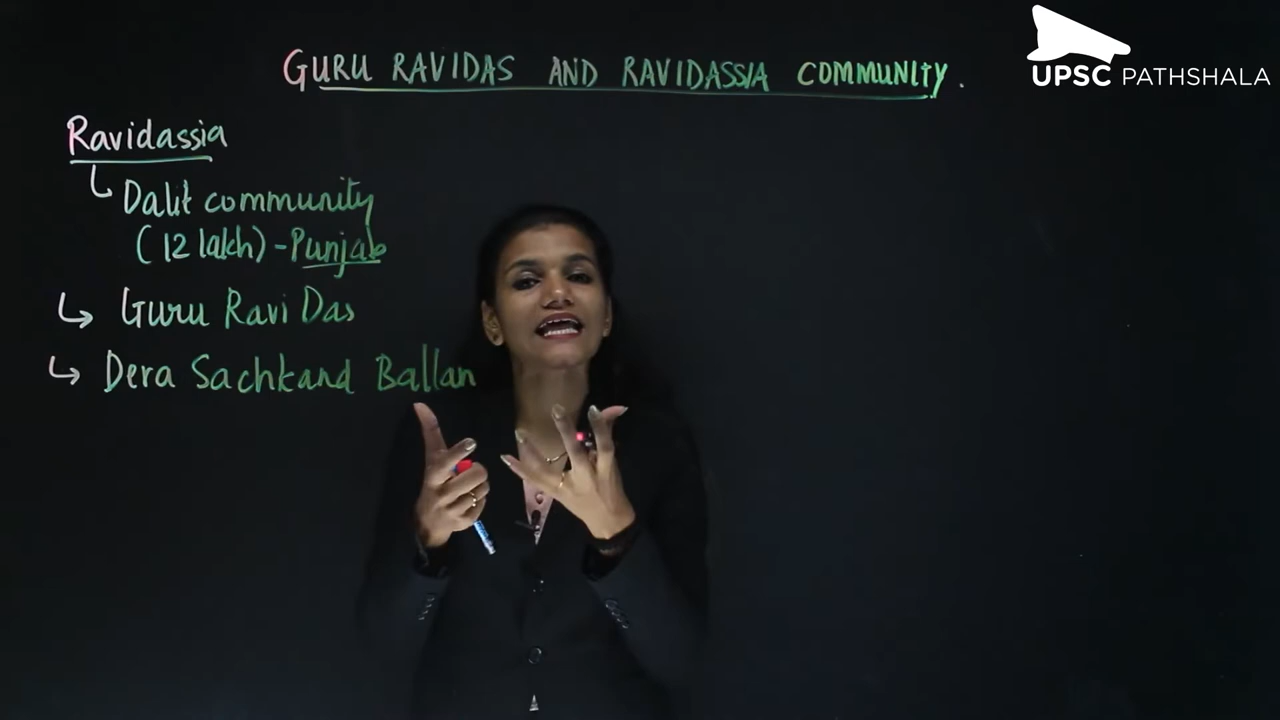 GURU RAVIDAS AND RAVIDASSIA COMMUNITY.
UPSC PATHSHALA
Ravidassia
↳ Dalit community
(12 lakh) - Punjab
↳ Guru Ravi Das
↳ Dera Sachkand Ballan